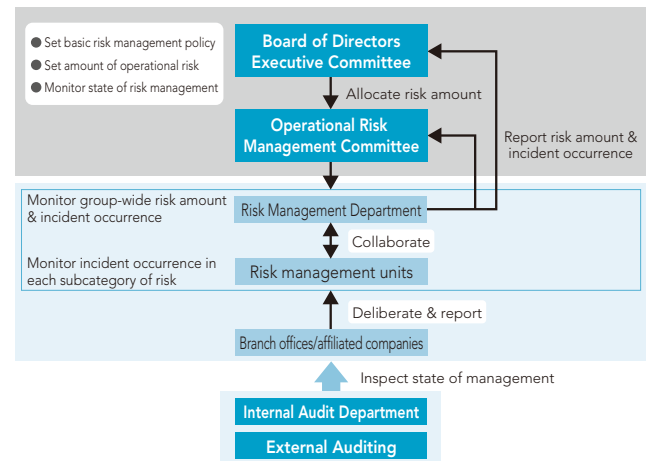 ● Set basic risk management policy
● Set amount of operational risk
● Monitor state of risk management
Board of Directors
Executive Committee
Allocate risk amount
Operational Risk
Management Committee
Report risk amount &
incident occurrence
Monitor group-wide risk amount
& incident occurrence
Risk Management Department
Collaborate
Monitor incident occurrence in
each subcategory of risk
Risk management units
Deliberate & report
Branch offices/affiliated companies
Inspect state of management
Internal Audit Department
External Auditing